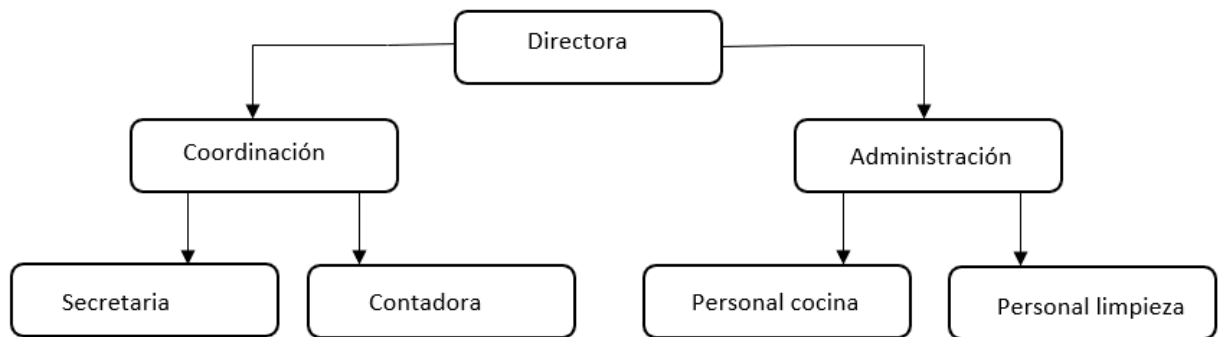 Directora
Coordinación
Administración
Secretaria
Contadora
Personal cocina
Personal limpieza